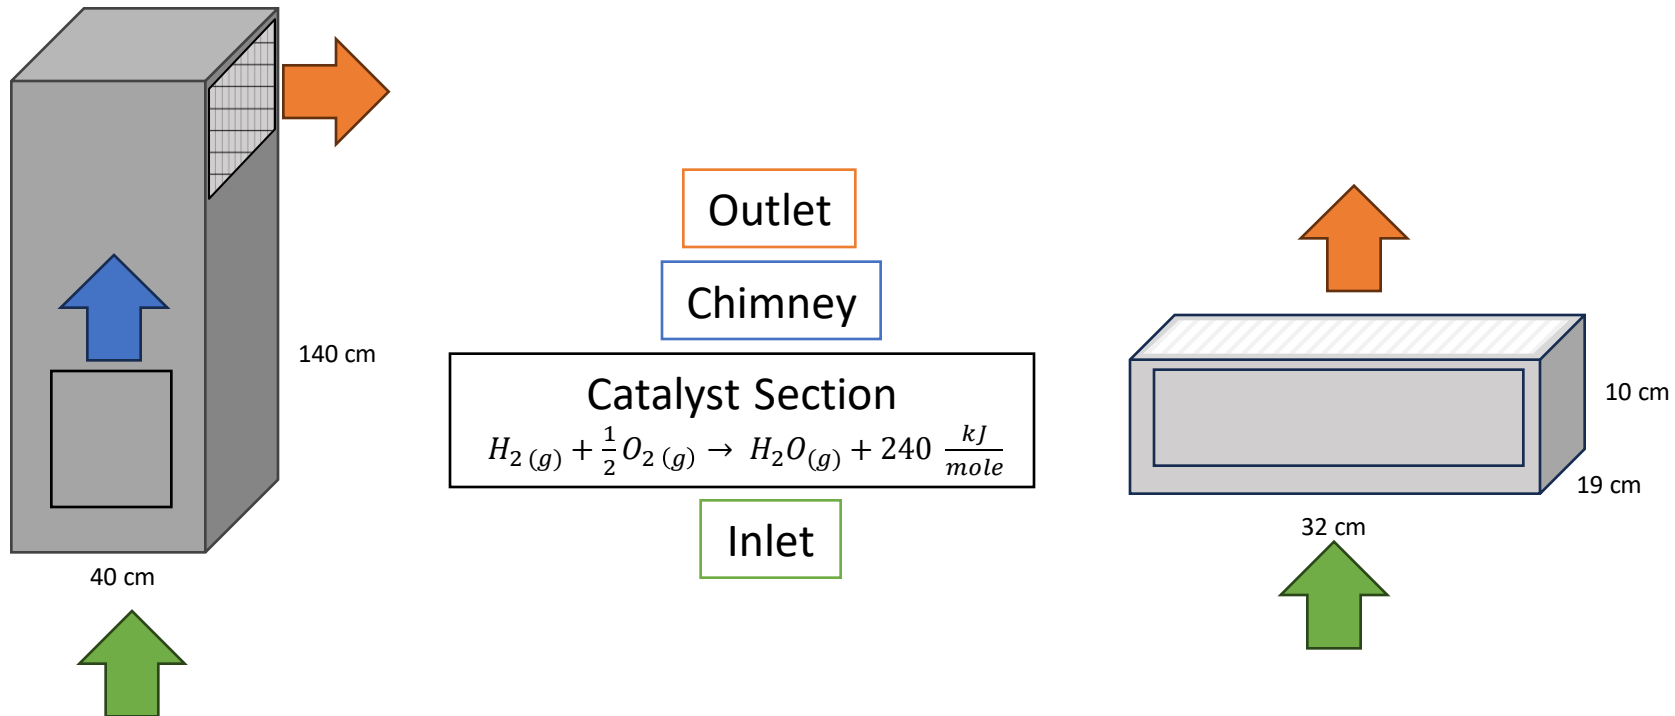 Outlet
Chimney
140 cm
Catalyst Section
H₂ (g) + 1/2 O₂ (g) → H₂O(g) + 240 kJ/mole
10 cm
19 cm
32 cm
Inlet
40 cm